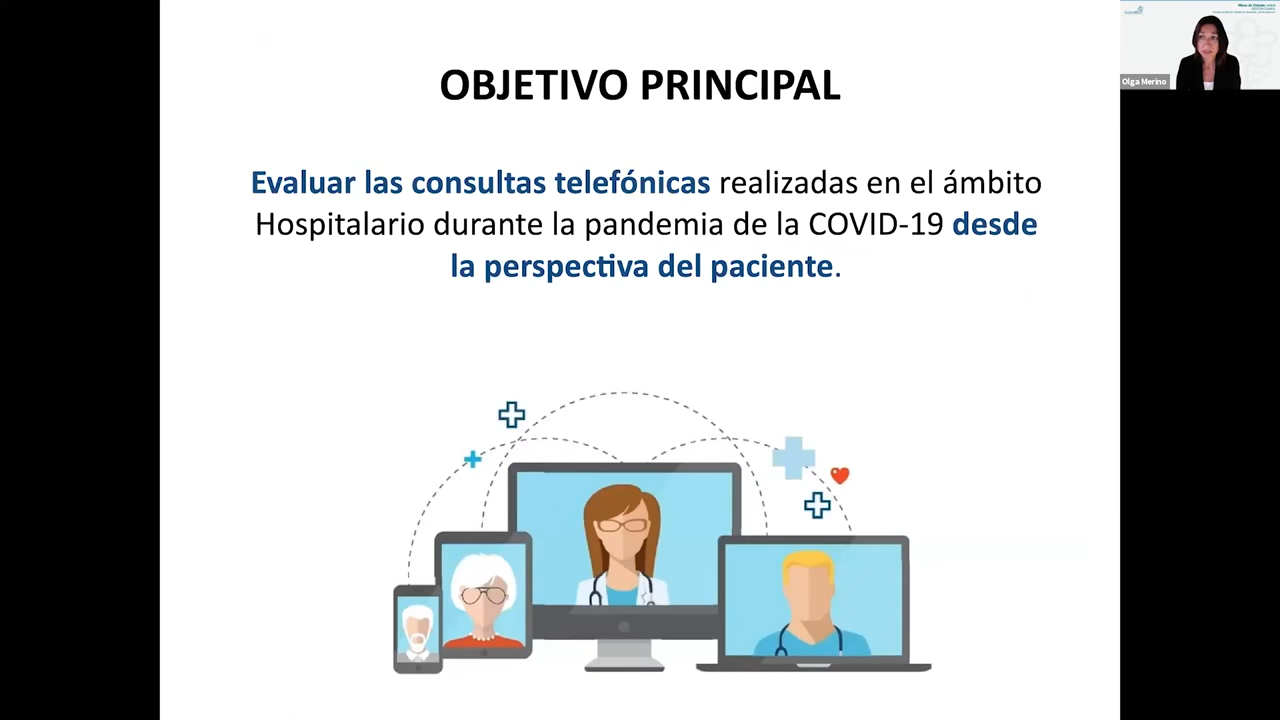 OBJETIVO PRINCIPAL
Evaluar las consultas telefónicas realizadas en el ámbito
Hospitalario durante la pandemia de la COVID-19 desde
la perspectiva del paciente.
Olga Merino